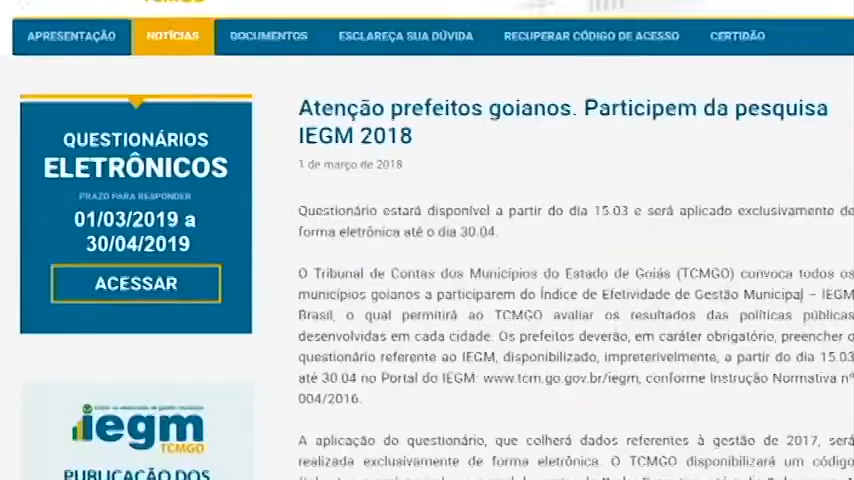 TCMGO
APRESENTAÇÃO NOTÍCIAS DOCUMENTOS ESCLAREÇA SUA DÚVIDA RECUPERAR CÓDIGO DE ACESSO CERTIDÃO
QUESTIONÁRIOS
ELETRÔNICOS
PRAZO PARA RESPONDER
01/03/2019 a
30/04/2019
ACESSAR
iegm
TCMGO
PUBLICAÇÃO DOS
Atenção prefeitos goianos. Participem da pesquisa
IEGM 2018
1 de março de 2018
Questionário estará disponível a partir do dia 15.03 e será aplicado exclusivamente de
forma eletrônica até o dia 30.04.
O Tribunal de Contas dos Municípios do Estado de Goiás (TCMGO) convoca todos os
municípios goianos a participarem do Índice de Efetividade de Gestão Municipal – IEGM
Brasil, o qual permitirá ao TCMGO avaliar os resultados das políticas públicas
desenvolvidas em cada cidade. Os prefeitos deverão, em caráter obrigatório, preencher o
questionário referente ao IEGM, disponibilizado, impreterivelmente, a partir do dia 15.03
até 30.04 no Portal do IEGM: www.tcm.go.gov.br/iegm, conforme Instrução Normativa nº
004/2016.
A aplicação do questionário, que colherá dados referentes à gestão de 2017, será
realizada exclusivamente de forma eletrônica. O TCMGO disponibilizará um código